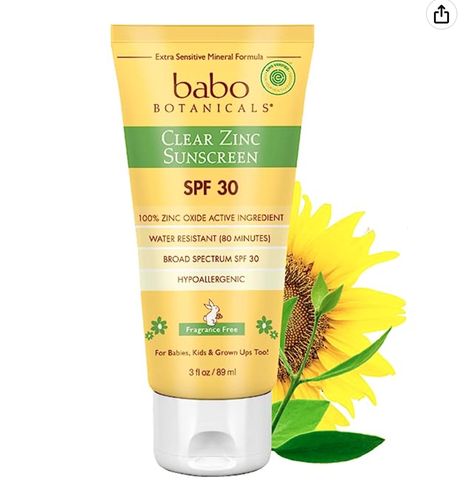 Extra Sensitive Mineral Formula
babo
BOTANICALS®
CLEAR ZINC
SUNSCREEN
SPF 30
100% ZINC OXIDE ACTIVE INGREDIENT
WATER RESISTANT (80 MINUTES)
BROAD SPECTRUM SPF 30
HYPOALLERGENIC
Fragrance Free
For Babies, Kids & Grown Ups Too!
3 fl oz / 89 ml